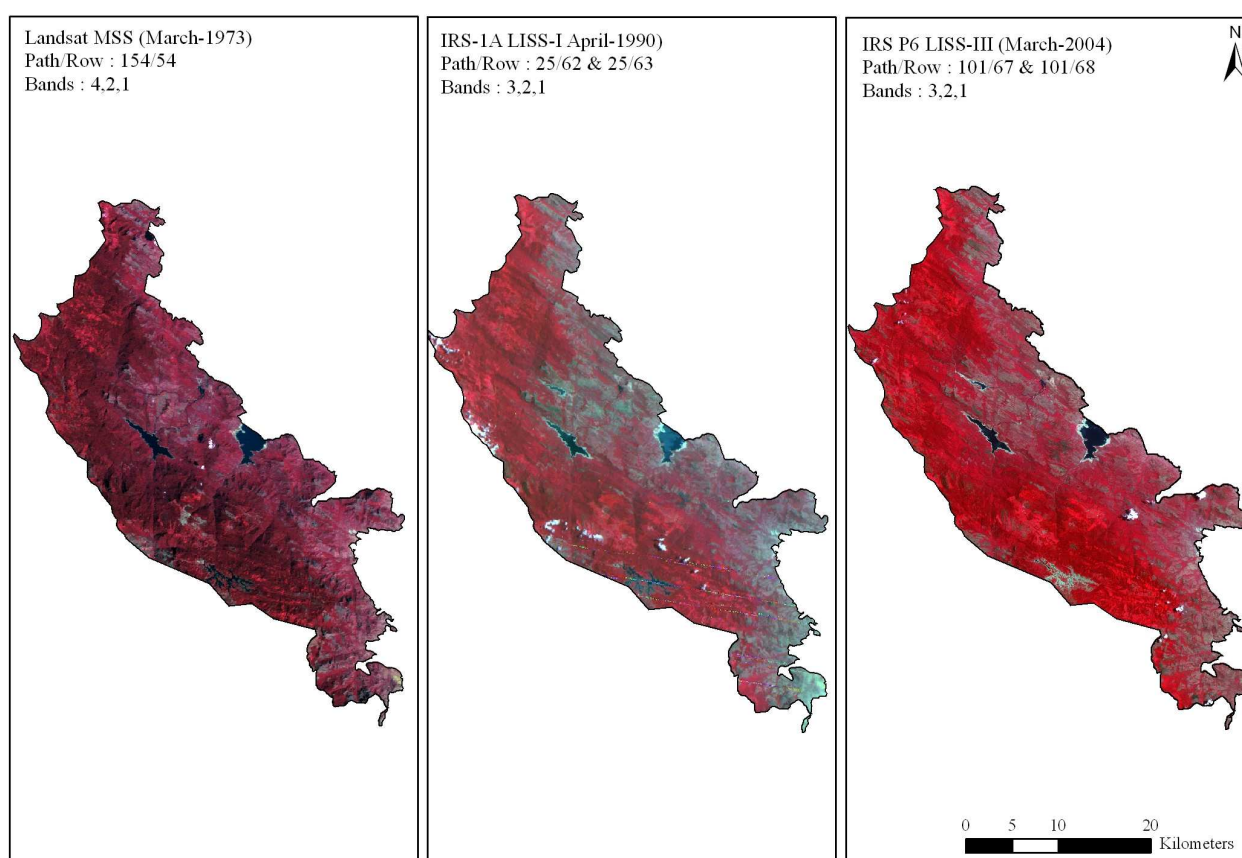 Landsat MSS (March-1973)
Path/Row : 154/54
Bands : 4,2,1
IRS-1A LISS-I April-1990)
Path/Row : 25/62 & 25/63
Bands : 3,2,1
IRS P6 LISS-III (March-2004)
Path/Row : 101/67 & 101/68
Bands : 3,2,1
N
0 5 10 20
Kilometers